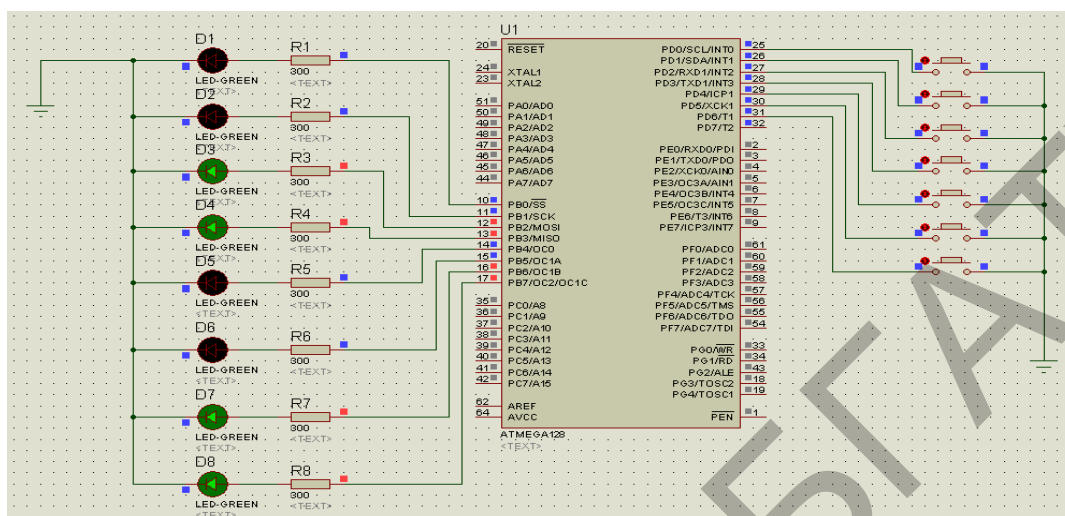 U1
D1
R1
LED-GREEN
300
<TEXT>
<TEXT>
D2
R2
LED-GREEN
300
<TEXT>
<TEXT>
D3
R3
LED-GREEN
300
<TEXT>
<TEXT>
D4
R4
LED-GREEN
300
<TEXT>
<TEXT>
D5
R5
LED-GREEN
300
<TEXT>
<TEXT>
D6
R6
LED-GREEN
300
<TEXT>
<TEXT>
D7
R7
LED-GREEN
300
<TEXT>
<TEXT>
D8
R8
LED-GREEN
300
<TEXT>
<TEXT>
20 RESET
24 XTAL1
23 XTAL2
51 PA0/AD0
50 PA1/AD1
49 PA2/AD2
48 PA3/AD3
47 PA4/AD4
46 PA5/AD5
45 PA6/AD6
44 PA7/AD7
10 PB0/SS
11 PB1/SCK
12 PB2/MOSI
13 PB3/MISO
14 PB4/OC0
15 PB5/OC1A
16 PB6/OC1B
17 PB7/OC2/OC1C
35 PC0/A8
36 PC1/A9
37 PC2/A10
38 PC3/A11
39 PC4/A12
40 PC5/A13
41 PC6/A14
42 PC7/A15
62 AREF
64 AVCC
PD0/SCL/INT0 25
PD1/SDA/INT1 26
PD2/RXD1/INT2 27
PD3/TXD1/INT3 28
PD4/ICP1 29
PD5/XCK1 30
PD6/T1 31
PD7/T2 32
PE0/RXD0/PDI 2
PE1/TXD0/PDO 3
PE2/XCK0/AIN0 4
PE3/OC3A/AIN1 5
PE4/OC3B/INT4 6
PE5/OC3C/INT5 7
PE6/T3/INT6 8
PE7/ICP3/INT7 9
PF0/ADC0 61
PF1/ADC1 60
PF2/ADC2 59
PF3/ADC3 58
PF4/ADC4/TCK 57
PF5/ADC5/TMS 56
PF6/ADC6/TDO 55
PF7/ADC7/TDI 54
PG0/WR 33
PG1/RD 34
PG2/ALE 43
PG3/TOSC2 18
PG4/TOSC1 19
PEN 1
ATMEGA128
<TEXT>
БГАТ